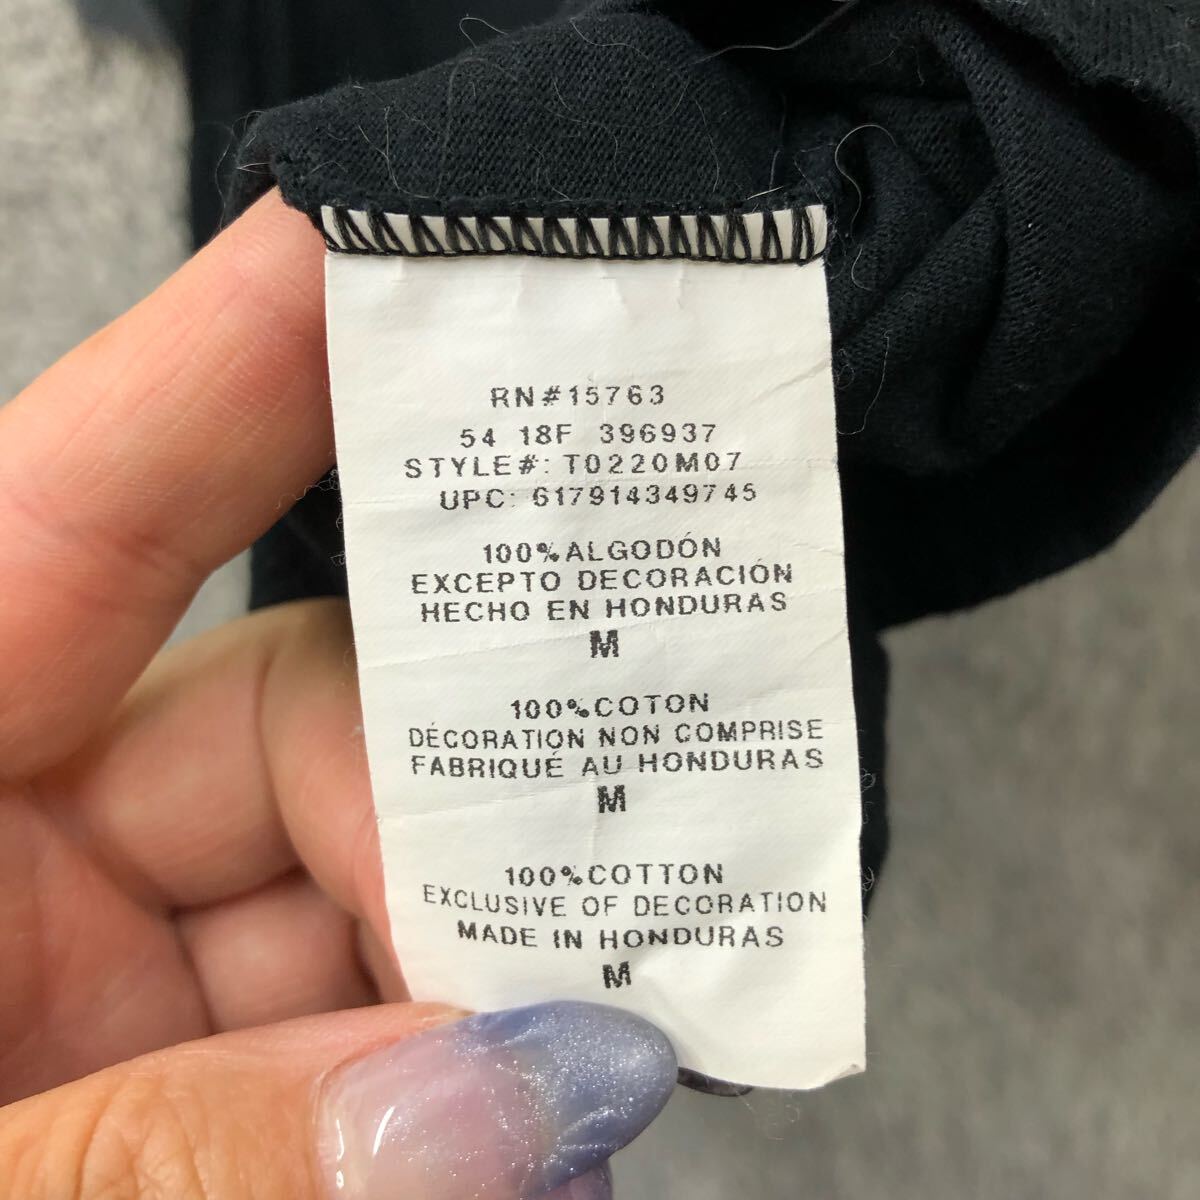 RN#15763
54 18F 396937
STYLE#: T0220M07
UPC: 617914349745
100%ALGODÓN
EXCEPTO DECORACIÓN
HECHO EN HONDURAS
M
100%COTON
DÉCORATION NON COMPRISE
FABRIQUÉ AU HONDURAS
M
100%COTTON
EXCLUSIVE OF DECORATION
MADE IN HONDURAS
M